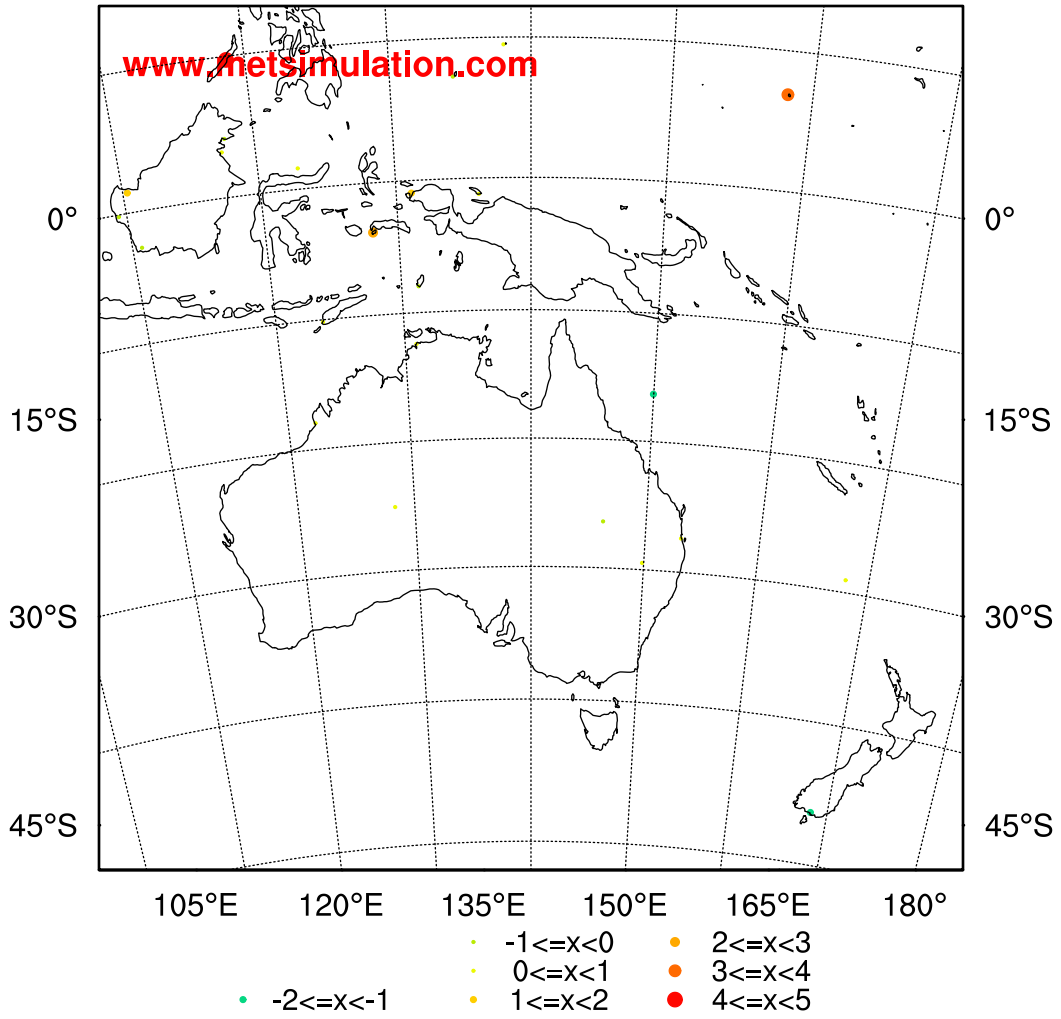 www.metsimulation.com
0° 0°
15°S 15°S
30°S 30°S
45°S 45°S
105°E 120°E 135°E 150°E 165°E 180°
-1<=x<0 2<=x<3
0<=x<1 3<=x<4
-2<=x<-1 1<=x<2 4<=x<5